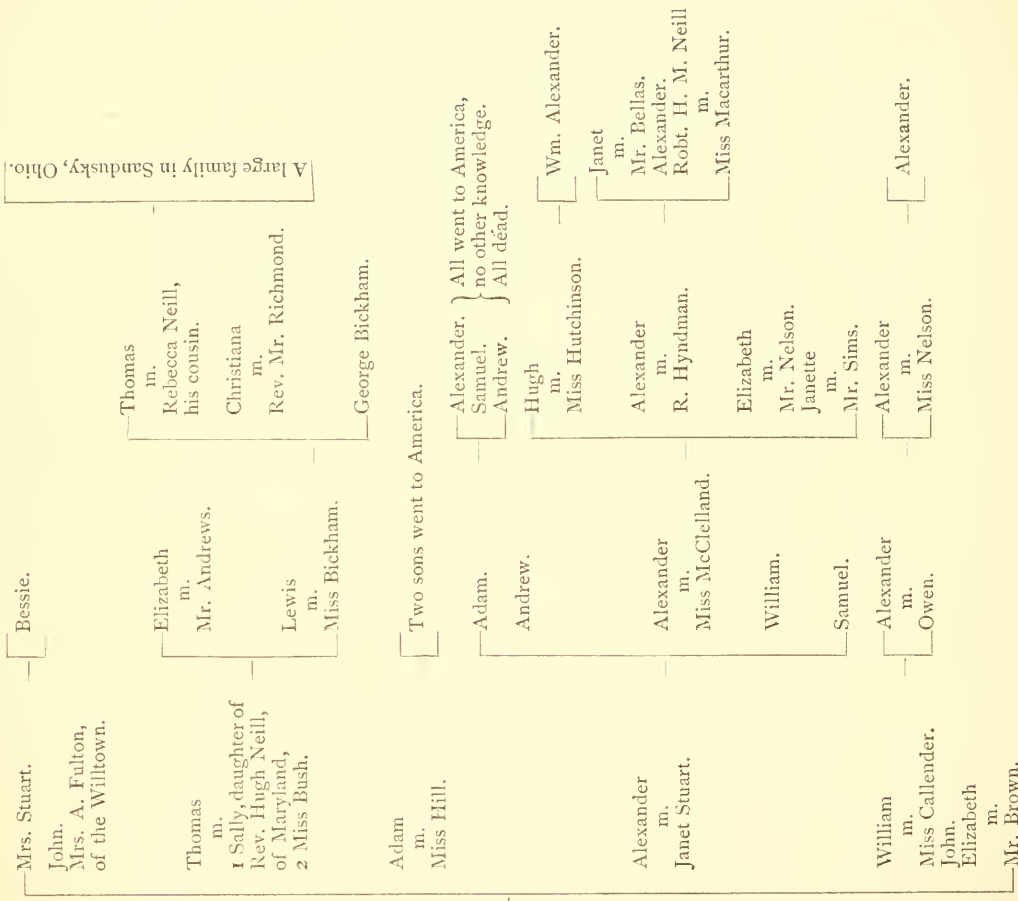 Mrs. Stuart.
John.
Mrs. A. Fulton,
of the Willtown.
Thomas
m.
1 Sally, daughter of
Rev. Hugh Neill,
of Maryland,
2 Miss Bush.
Adam
m.
Miss Hill.
Alexander
m.
Janet Stuart.
William
m.
Miss Callender.
John.
Elizabeth
m.
Mr. Brown.
Bessie.
Elizabeth
m.
Mr. Andrews.
Lewis
m.
Miss Bickham.
Two sons went to America.
Adam.
Andrew.
Alexander
m.
Miss McClelland.
William.
Samuel.
Alexander
m.
Owen.
Thomas
m.
Rebecca Neill,
his cousin.
Christiana
m.
Rev. Mr. Richmond.
George Bickham.
Alexander.
Samuel.
Andrew.
All went to America,
no other knowledge.
All dead.
Hugh
m.
Miss Hutchinson.
Alexander
m.
R. Hyndman.
Elizabeth
m.
Mr. Nelson.
Janette
m.
Mr. Sims.
Alexander
m.
Miss Nelson.
A large family in Sandusky, Ohio.
Wm. Alexander.
Janet
m.
Mr. Bellas.
Alexander.
Robt. H. M. Neill
m.
Miss Macarthur.
Alexander.